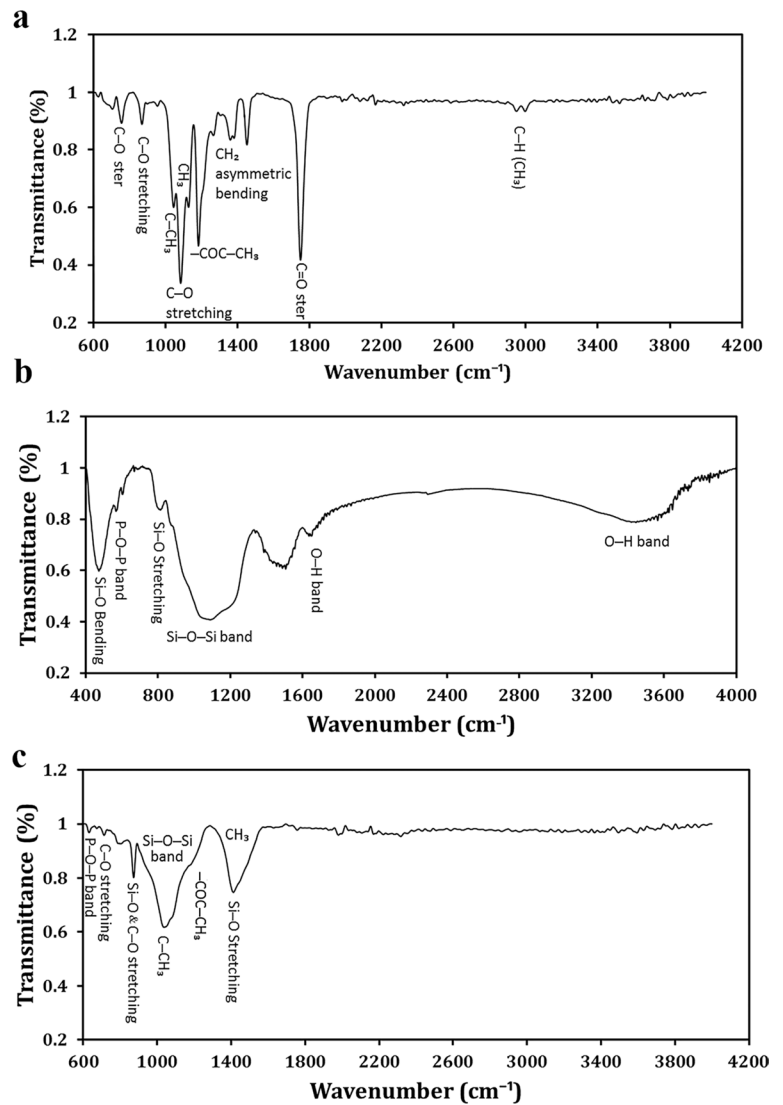 a
1.2
1
0.8
0.6
0.4
0.2
Transmittance (%)
C─O ster
C─O stretching
C─CH₃
CH₃
C─O
stretching
─COC─CH₃
CH₂
asymmetric
bending
C=O ster
C─H (CH₃)
600 1000 1400 1800 2200 2600 3000 3400 3800 4200
Wavenumber (cm⁻¹)
b
1.2
1
0.8
0.6
0.4
0.2
Transmittance (%)
Si─O Bending
P─O─P band
Si─O Stretching
Si─O─Si band
O─H band
O─H band
400 800 1200 1600 2000 2400 2800 3200 3600 4000
Wavenumber (cm⁻¹)
c
1.2
1
0.8
0.6
0.4
0.2
Transmittance (%)
P─O─P band
C─O stretching
Si─O&C─O stretching
Si─O─Si
band
C─CH₃
─COC─CH₃
CH₃
Si─O Stretching
600 1000 1400 1800 2200 2600 3000 3400 3800 4200
Wavenumber (cm⁻¹)